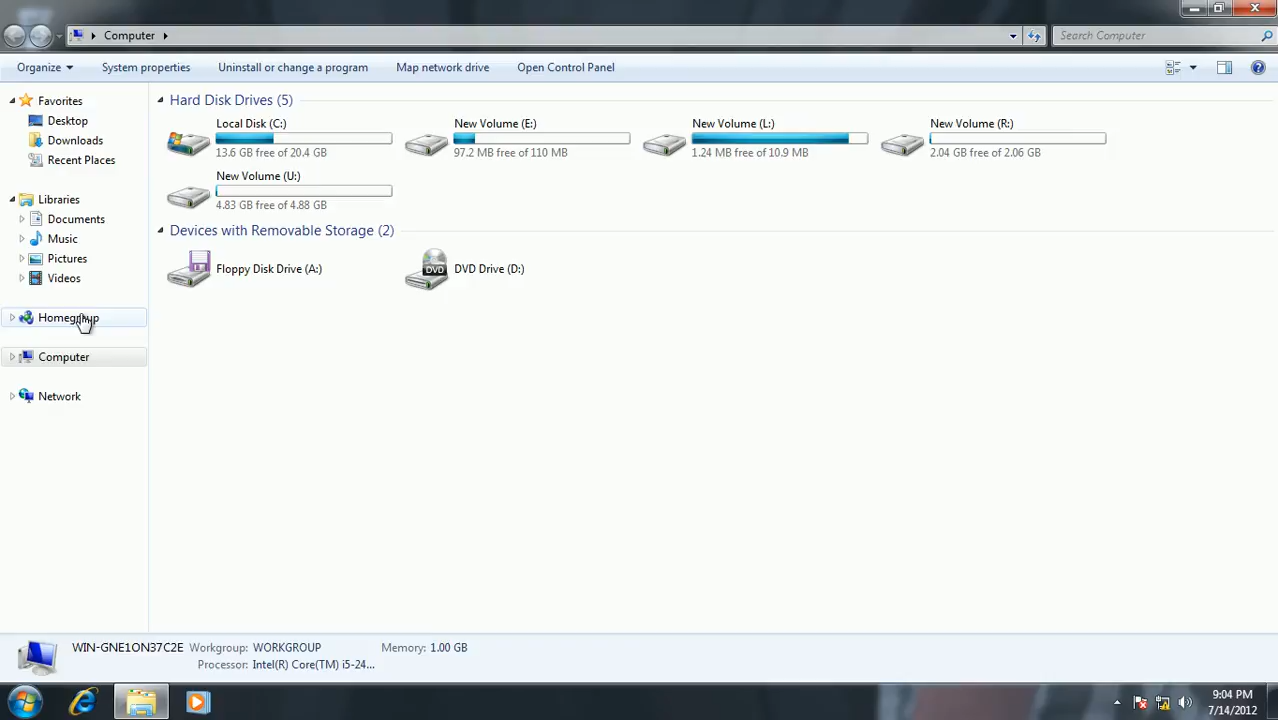 Computer
Search Computer
Organize
System properties
Uninstall or change a program
Map network drive
Open Control Panel
Favorites
Desktop
Downloads
Recent Places
Libraries
Documents
Music
Pictures
Videos
Homegroup
Computer
Network
Hard Disk Drives (5)
Local Disk (C:)
13.6 GB free of 20.4 GB
New Volume (E:)
97.2 MB free of 110 MB
New Volume (L:)
1.24 MB free of 10.9 MB
New Volume (R:)
2.04 GB free of 2.06 GB
New Volume (U:)
4.83 GB free of 4.88 GB
Devices with Removable Storage (2)
Floppy Disk Drive (A:)
DVD
DVD Drive (D:)
WIN-GNE1ON37C2E Workgroup: WORKGROUP Memory: 1.00 GB
Processor: Intel(R) Core(TM) i5-24...
9:04 PM
7/14/2012